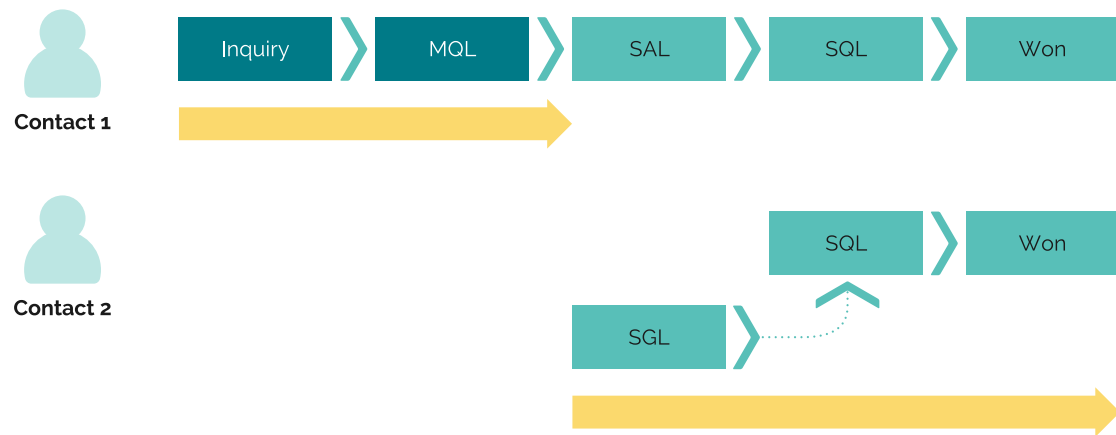 Inquiry
MQL
SAL
SQL
Won
Contact 1
SQL
Won
Contact 2
SGL